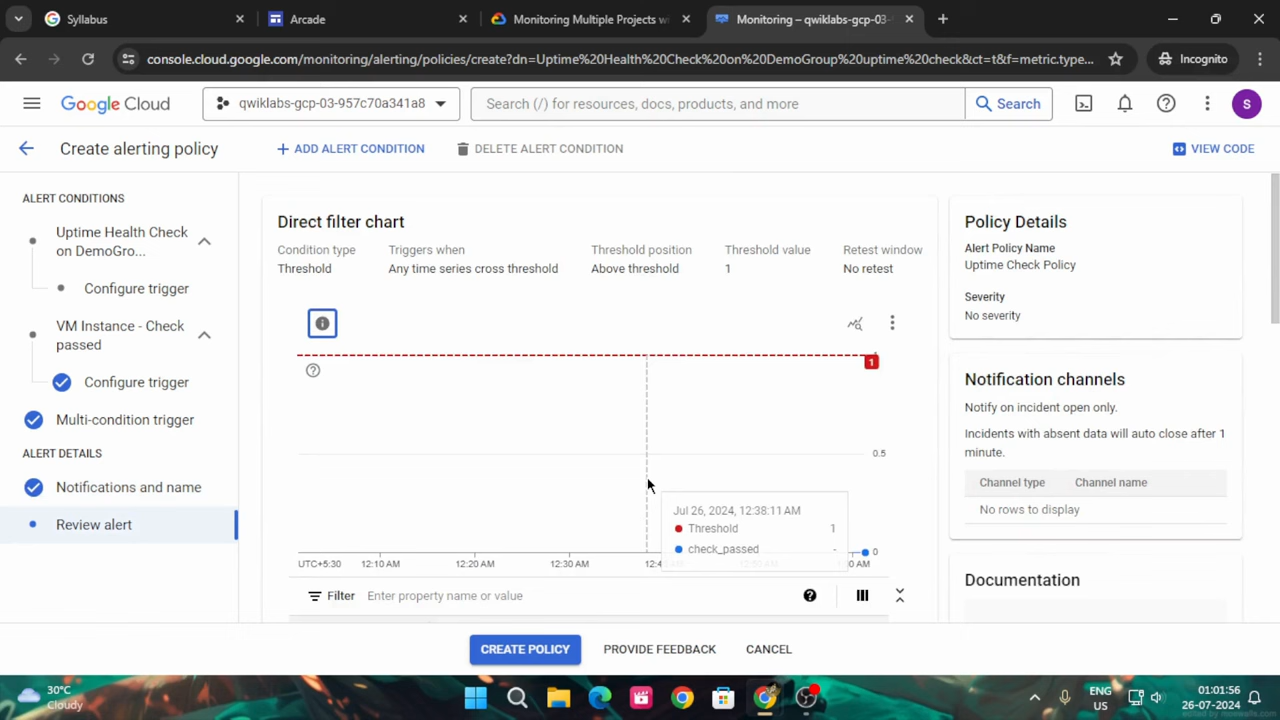 Syllabus
Arcade
Monitoring Multiple Projects wi
Monitoring – qwiklabs-gcp-03-
console.cloud.google.com/monitoring/alerting/policies/create?dn=Uptime%20Health%20Check%20on%20DemoGroup%20uptime%20check&ct=t&f=metric.type...
Incognito
Google Cloud
qwiklabs-gcp-03-957c70a341a8
Search (/) for resources, docs, products, and more
Search
S
Create alerting policy
ADD ALERT CONDITION
DELETE ALERT CONDITION
VIEW CODE
ALERT CONDITIONS
Uptime Health Check
on DemoGro...
Configure trigger
VM Instance - Check
passed
Configure trigger
Multi-condition trigger
ALERT DETAILS
Notifications and name
Review alert
Direct filter chart
Condition type
Threshold
Triggers when
Any time series cross threshold
Threshold position
Above threshold
Threshold value
1
Retest window
No retest
1
0.5
0
Jul 26, 2024, 12:38:11 AM
Threshold 1
check_passed -
UTC+5:30 12:10 AM 12:20 AM 12:30 AM
Filter Enter property name or value
Policy Details
Alert Policy Name
Uptime Check Policy
Severity
No severity
Notification channels
Notify on incident open only.
Incidents with absent data will auto close after 1
minute.
Channel type Channel name
No rows to display
Documentation
CREATE POLICY
PROVIDE FEEDBACK
CANCEL
30°C
Cloudy
ENG
US
01:01:56
26-07-2024